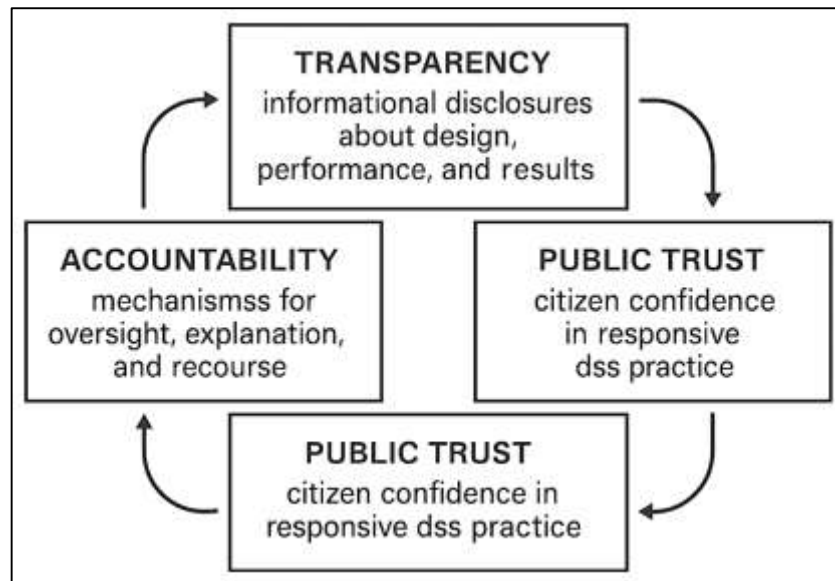 TRANSPARENCY
informational disclosures
about design,
performance, and results
ACCOUNTABILITY
mechanismss for
oversight, explanation,
and recourse
PUBLIC TRUST
citizen confidence
in responsive
dss practice
PUBLIC TRUST
citizen confidence in
responsive dss practice